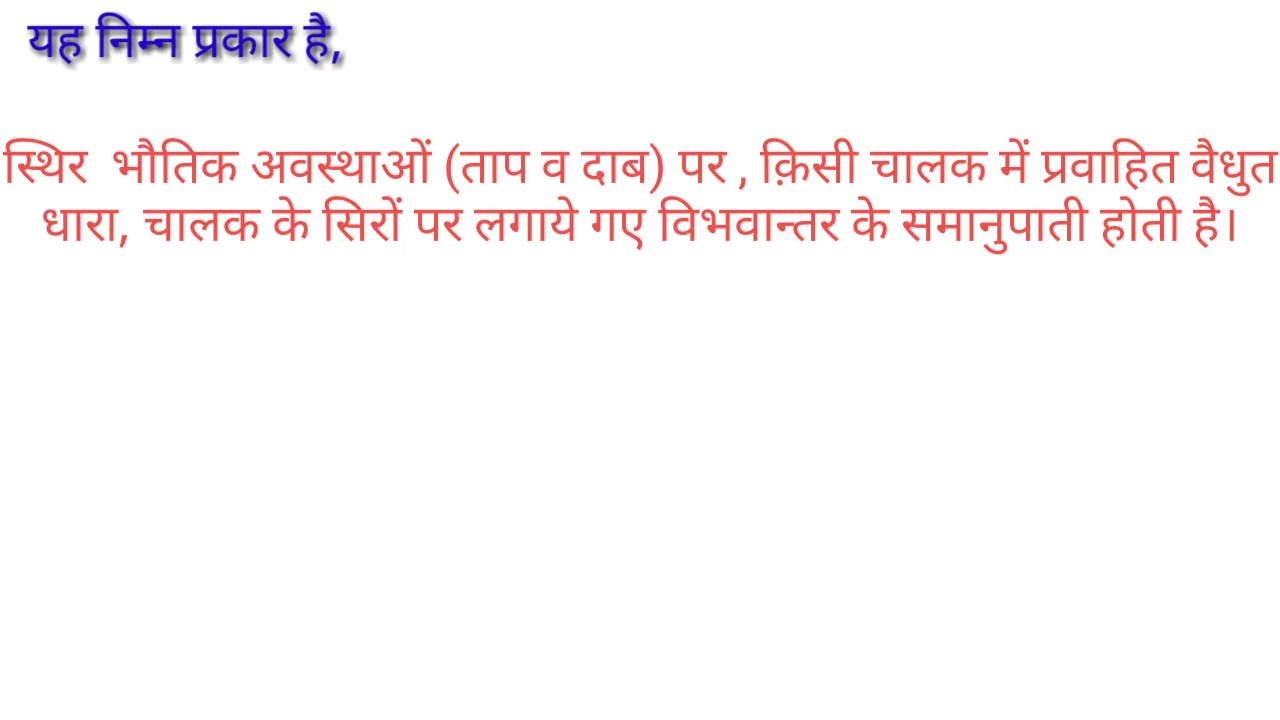 यह निम्न प्रकार है,
स्थिर भौतिक अवस्थाओं (ताप व दाब) पर , क़िसी चालक में प्रवाहित वैधुत
धारा, चालक के सिरों पर लगाये गए विभवान्तर के समानुपाती होती है।